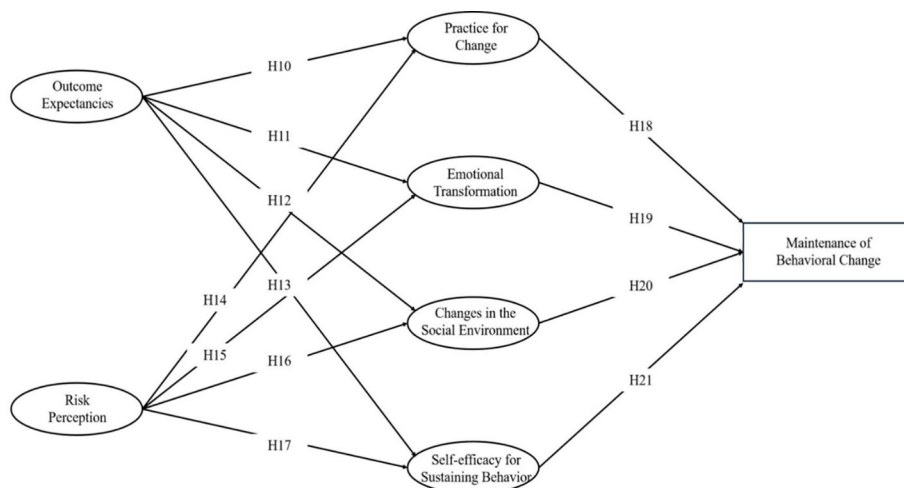 Practice for
Change
H10
Outcome
Expectancies
H18
H11
Emotional
Transformation
H12
H19
Maintenance of
Behavioral Change
H13
H20
H14
Changes in the
Social Environment
H15
H16
H21
Risk
Perception
H17
Self-efficacy for
Sustaining Behavior